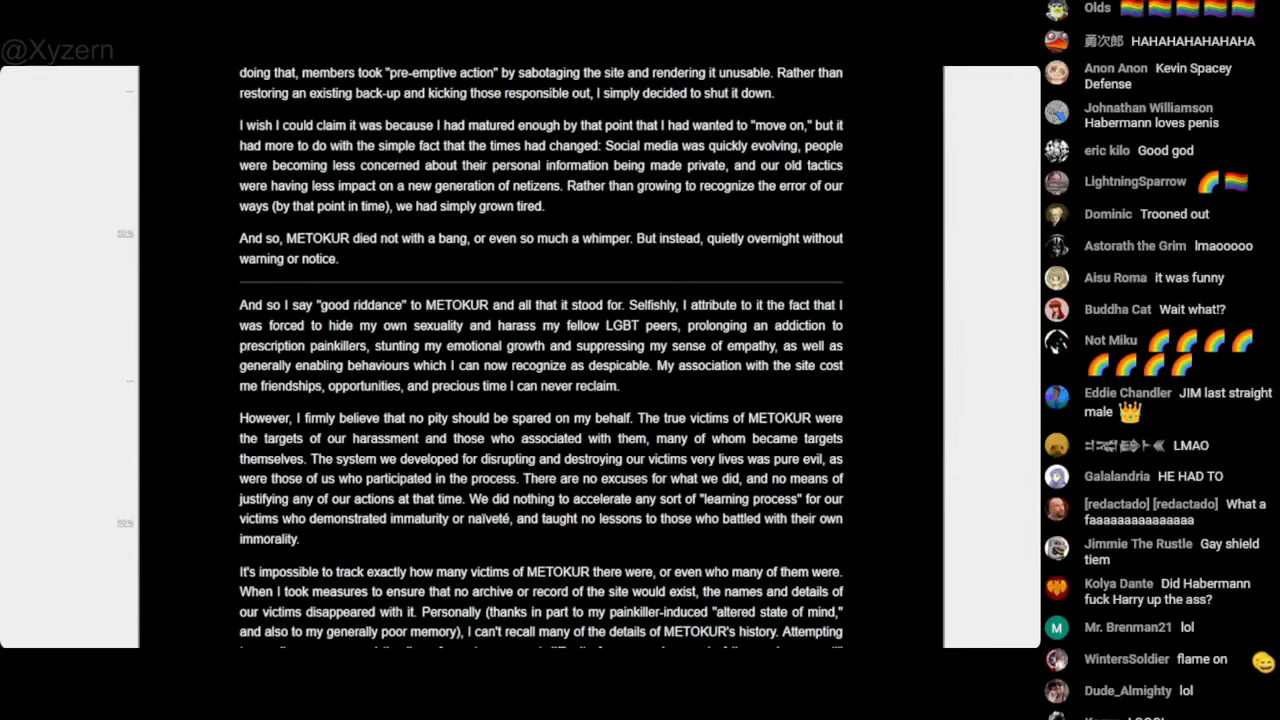 @Xyzern
doing that, members took "pre-emptive action" by sabotaging the site and rendering it unusable. Rather than
restoring an existing back-up and kicking those responsible out, I simply decided to shut it down.
I wish I could claim it was because I had matured enough by that point that I had wanted to "move on," but it
had more to do with the simple fact that the times had changed: Social media was quickly evolving, people
were becoming less concerned about their personal information being made private, and our old tactics
were having less impact on a new generation of netizens. Rather than growing to recognize the error of our
ways (by that point in time), we had simply grown tired.
50%
And so, METOKUR died not with a bang, or even so much a whimper. But instead, quietly overnight without
warning or notice.
And so I say "good riddance" to METOKUR and all that it stood for. Selfishly, I attribute to it the fact that I
was forced to hide my own sexuality and harass my fellow LGBT peers, prolonging an addiction to
prescription painkillers, stunting my emotional growth and suppressing my sense of empathy, as well as
generally enabling behaviours which I can now recognize as despicable. My association with the site cost
me friendships, opportunities, and precious time I can never reclaim.
However, I firmly believe that no pity should be spared on my behalf. The true victims of METOKUR were
the targets of our harassment and those who associated with them, many of whom became targets
themselves. The system we developed for disrupting and destroying our victims very lives was pure evil, as
were those of us who participated in the process. There are no excuses for what we did, and no means of
justifying any of our actions at that time. We did nothing to accelerate any sort of "learning process" for our
victims who demonstrated immaturity or naïveté, and taught no lessons to those who battled with their own
60%
immorality.
It's impossible to track exactly how many victims of METOKUR there were, or even who many of them were.
When I took measures to ensure that no archive or record of the site would exist, the names and details of
our victims disappeared with it. Personally (thanks in part to my painkiller-induced "altered state of mind,"
and also to my generally poor memory), I can't recall many of the details of METOKUR's history. Attempting
Olds 🏳️‍🌈🏳️‍🌈🏳️‍🌈🏳️‍🌈🏳️‍🌈
勇次郎 HAHAHAHAHAHAHA
Anon Anon Kevin Spacey
Defense
Johnathan Williamson
Habermann loves penis
eric kilo Good god
LightningSparrow 🌈🏳️‍🌈
Dominic Trooned out
Astorath the Grim lmaooooo
Aisu Roma it was funny
Buddha Cat Wait what!?
Not Miku 🌈🌈🌈🌈
🌈🌈🌈🌈
Eddie Chandler JIM last straight
male 👑
LMAO
Galalandria HE HAD TO
[redactado] [redactado] What a
faaaaaaaaaaaaaaa
Jimmie The Rustle Gay shield
tiem
Kolya Dante Did Habermann
fuck Harry up the ass?
M
Mr. Brenman21 lol
WintersSoldier flame on
Dude_Almighty lol